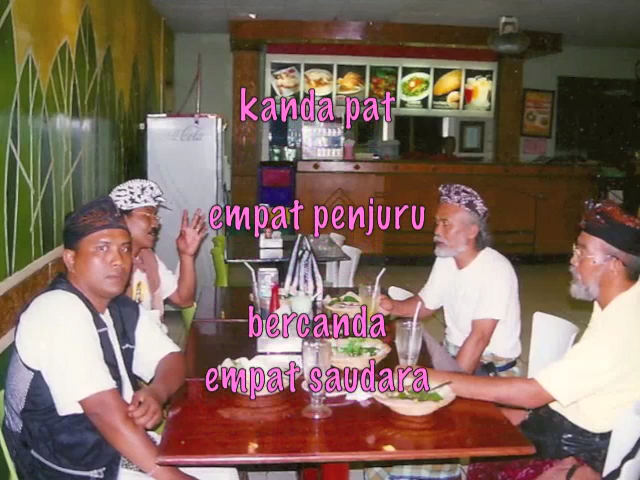 kanda pat
empat penjuru
bercanda
empat saudara